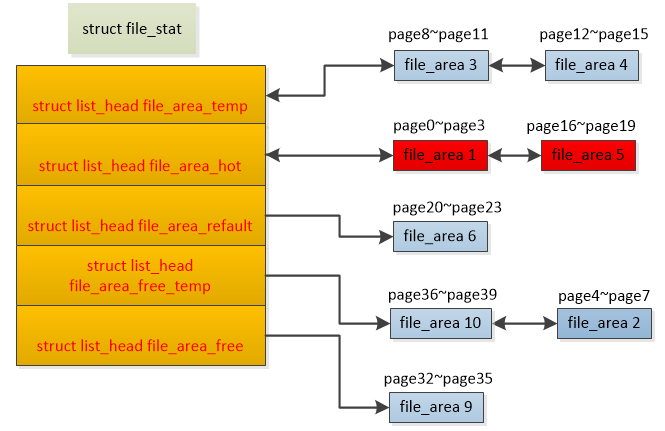 struct file_stat
page8~page11
page12~page15
struct list_head file_area_temp
file_area 3
file_area 4
page0~page3
page16~page19
struct list_head file_area_hot
file_area 1
file_area 5
page20~page23
struct list_head file_area_refault
file_area 6
struct list_head
file_area_free_temp
page36~page39
page4~page7
file_area 10
file_area 2
struct list_head file_area_free
page32~page35
file_area 9